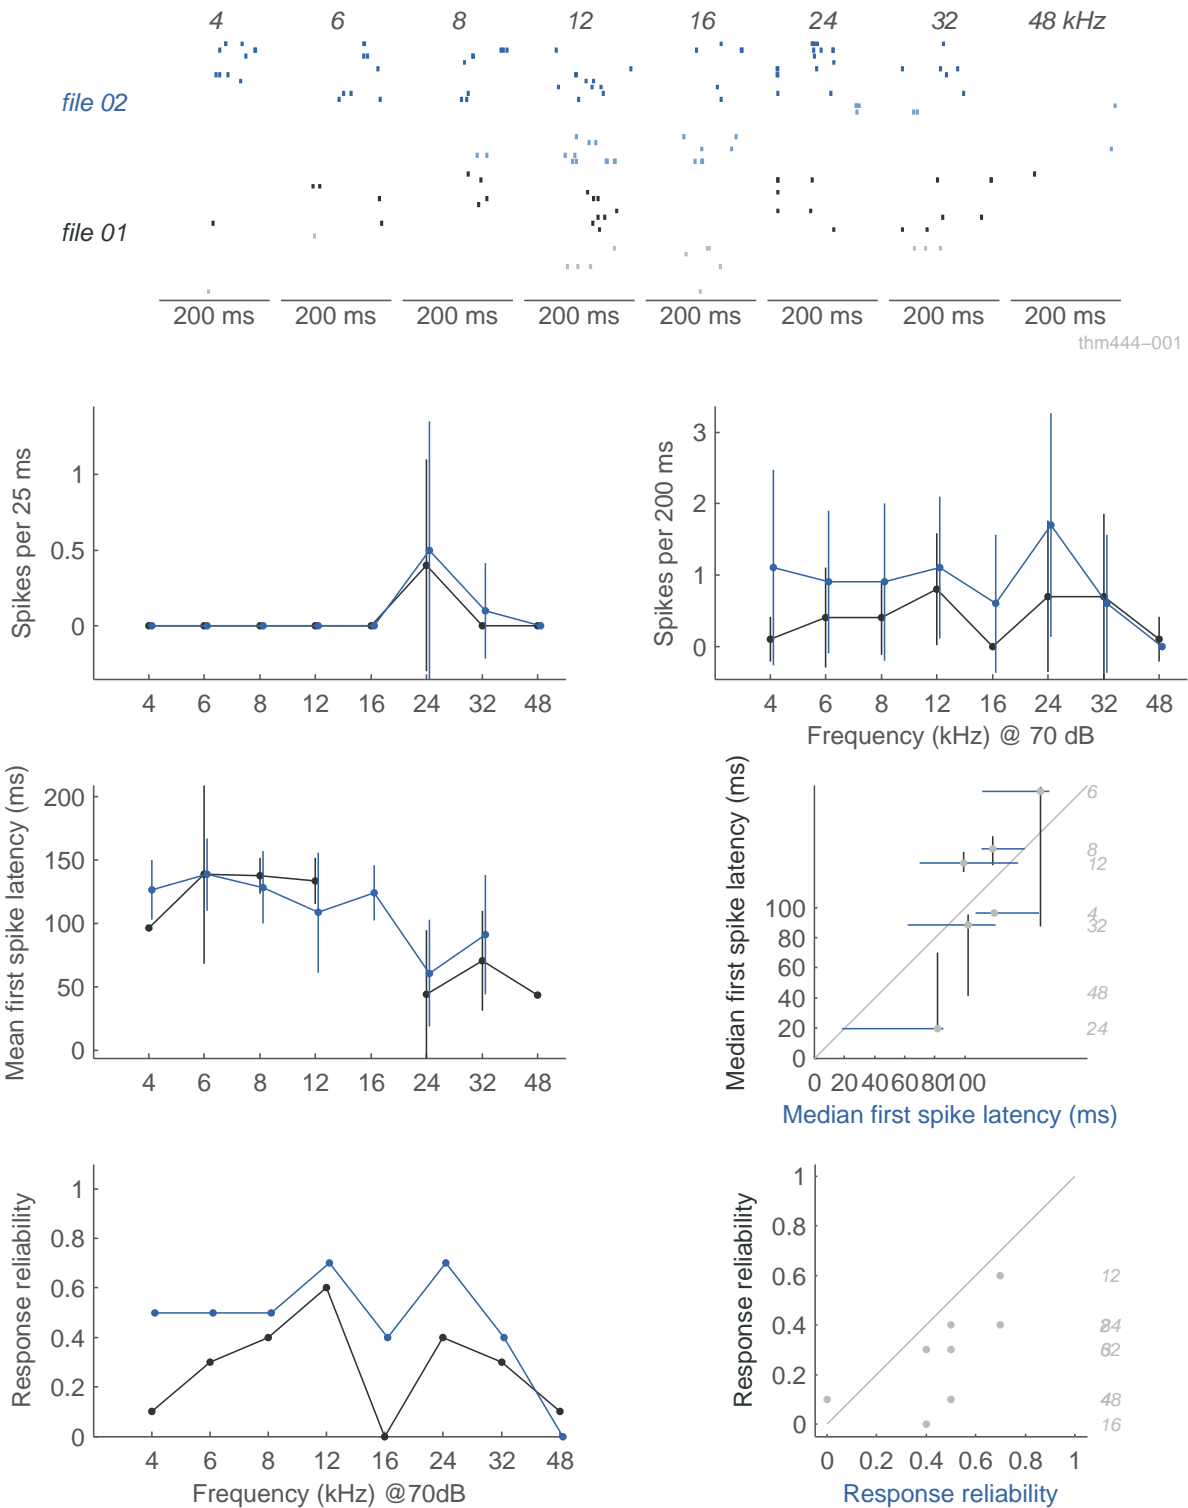 4 6 8 12 16 24 32 48 kHz
file 02
file 01
200 ms 200 ms 200 ms 200 ms 200 ms 200 ms 200 ms 200 ms
thm444–001
Spikes per 25 ms
1
0.5
0
4 6 8 12 16 24 32 48
Spikes per 200 ms
3
2
1
0
4 6 8 12 16 24 32 48
Frequency (kHz) @ 70 dB
Mean first spike latency (ms)
200
150
100
50
0
4 6 8 12 16 24 32 48
Median first spike latency (ms)
100
80
60
40
20
0
0 20 40 60 80 100
6
8
12
4
32
48
24
Median first spike latency (ms)
Response reliability
1
0.8
0.6
0.4
0.2
0
4 6 8 12 16 24 32 48
Frequency (kHz) @70dB
Response reliability
1
0.8
0.6
0.4
0.2
0
0 0.2 0.4 0.6 0.8 1
12
16
Response reliability